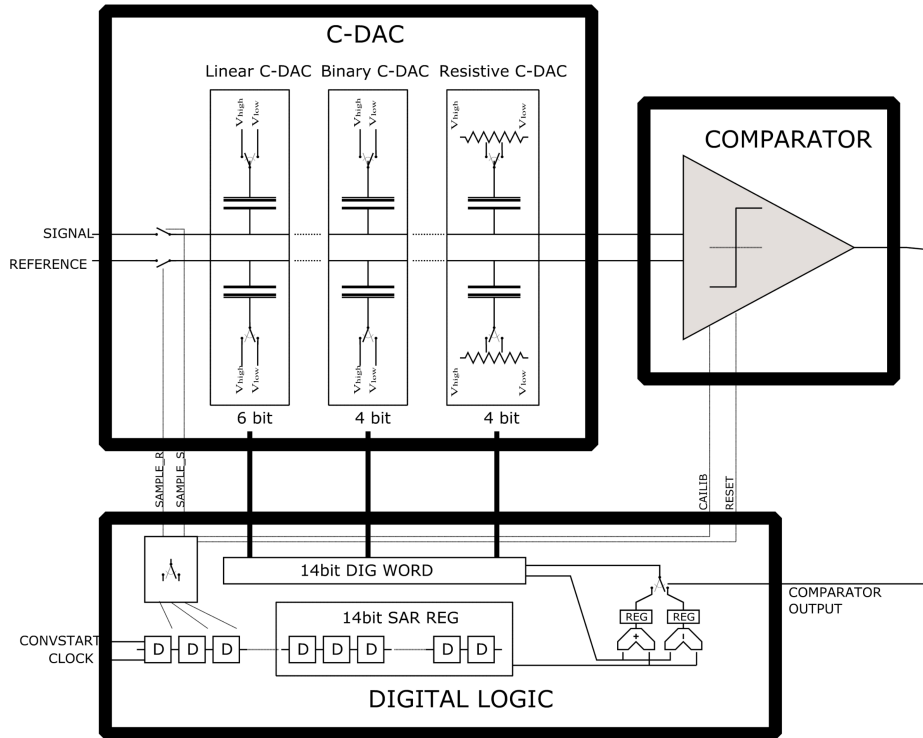 C-DAC
Linear C-DAC Binary C-DAC Resistive C-DAC
Vhigh Vlow Vhigh Vlow Vhigh Vlow
COMPARATOR
SIGNAL
REFERENCE
Vhigh Vlow Vhigh Vlow Vhigh Vlow
6 bit 4 bit 4 bit
SAMPLE_R
SAMPLE_S
CAILIB
RESET
14bit DIG WORD
COMPARATOR
OUTPUT
14bit SAR REG
REG REG
+ -
CONVSTART
CLOCK
D D D D D D D D
DIGITAL LOGIC